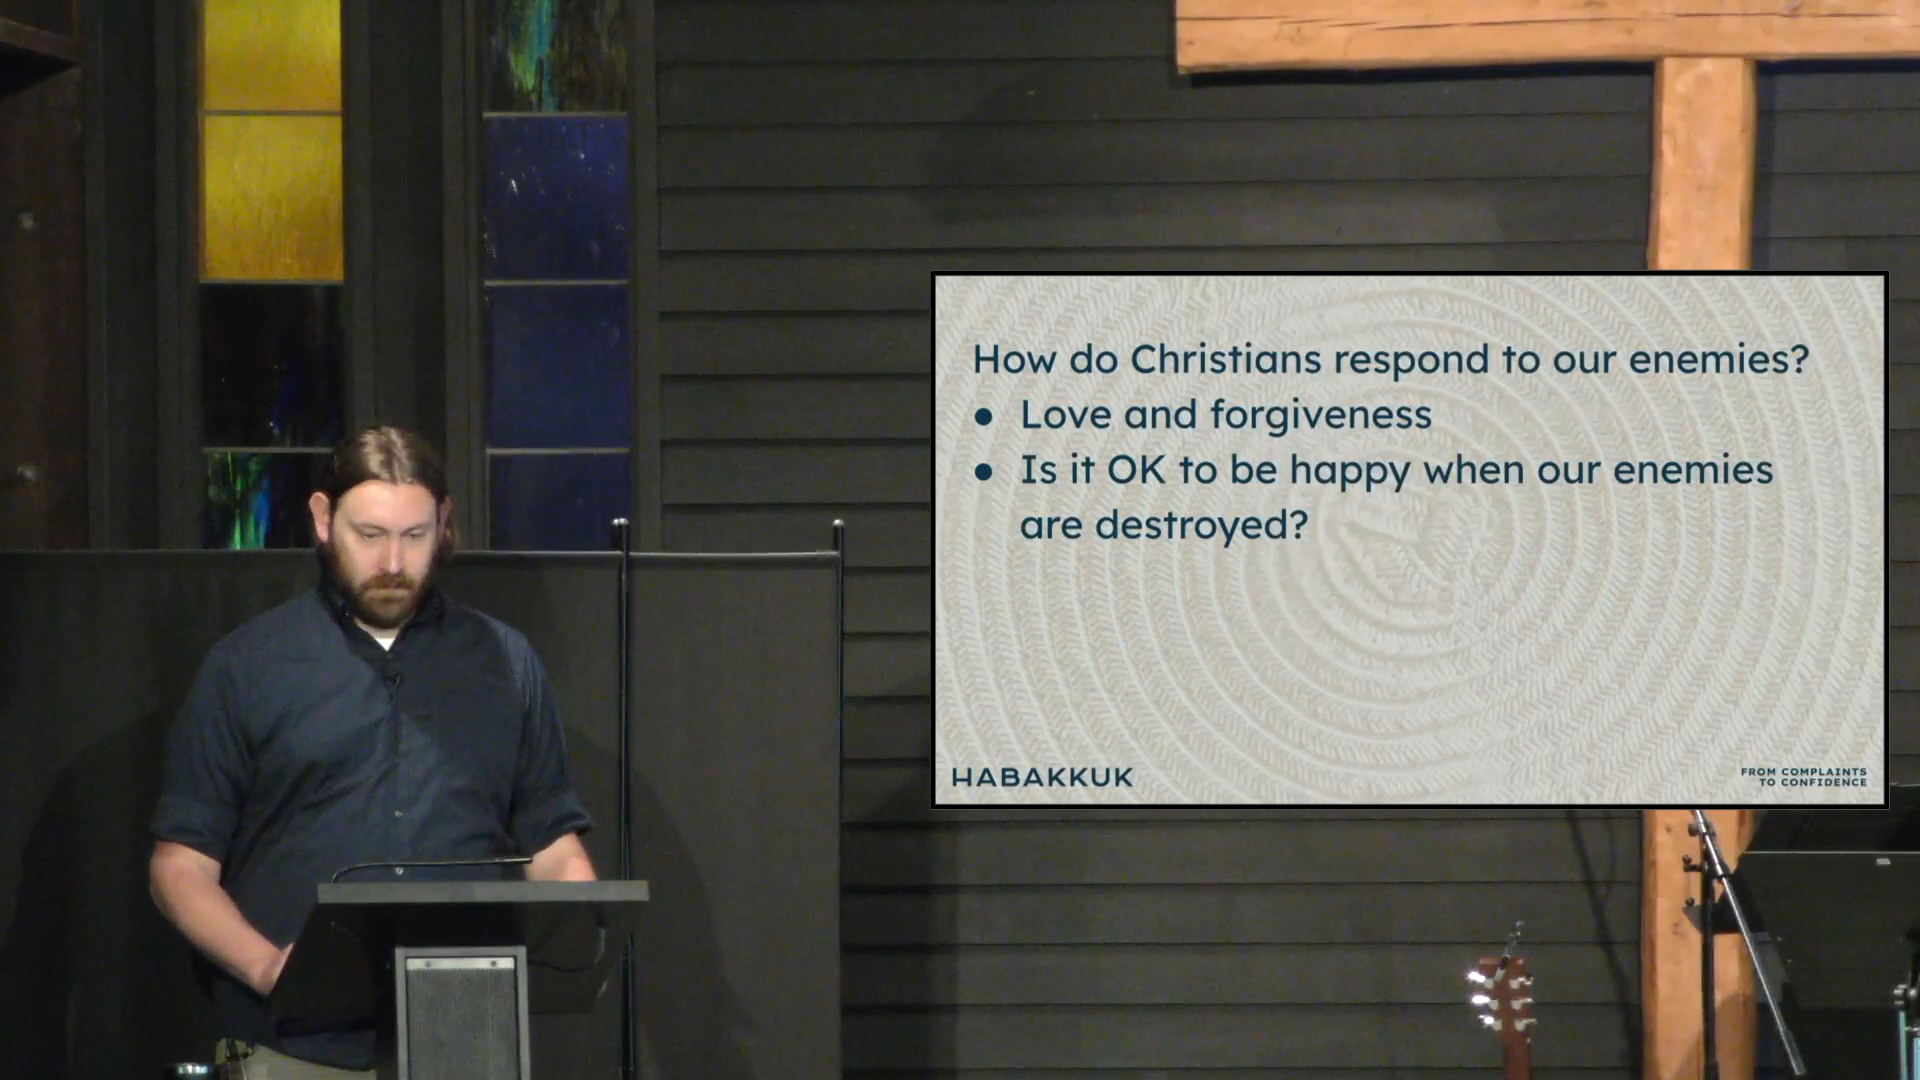 How do Christians respond to our enemies?
● Love and forgiveness
● Is it OK to be happy when our enemies
are destroyed?
HABAKKUK
FROM COMPLAINTS
TO CONFIDENCE